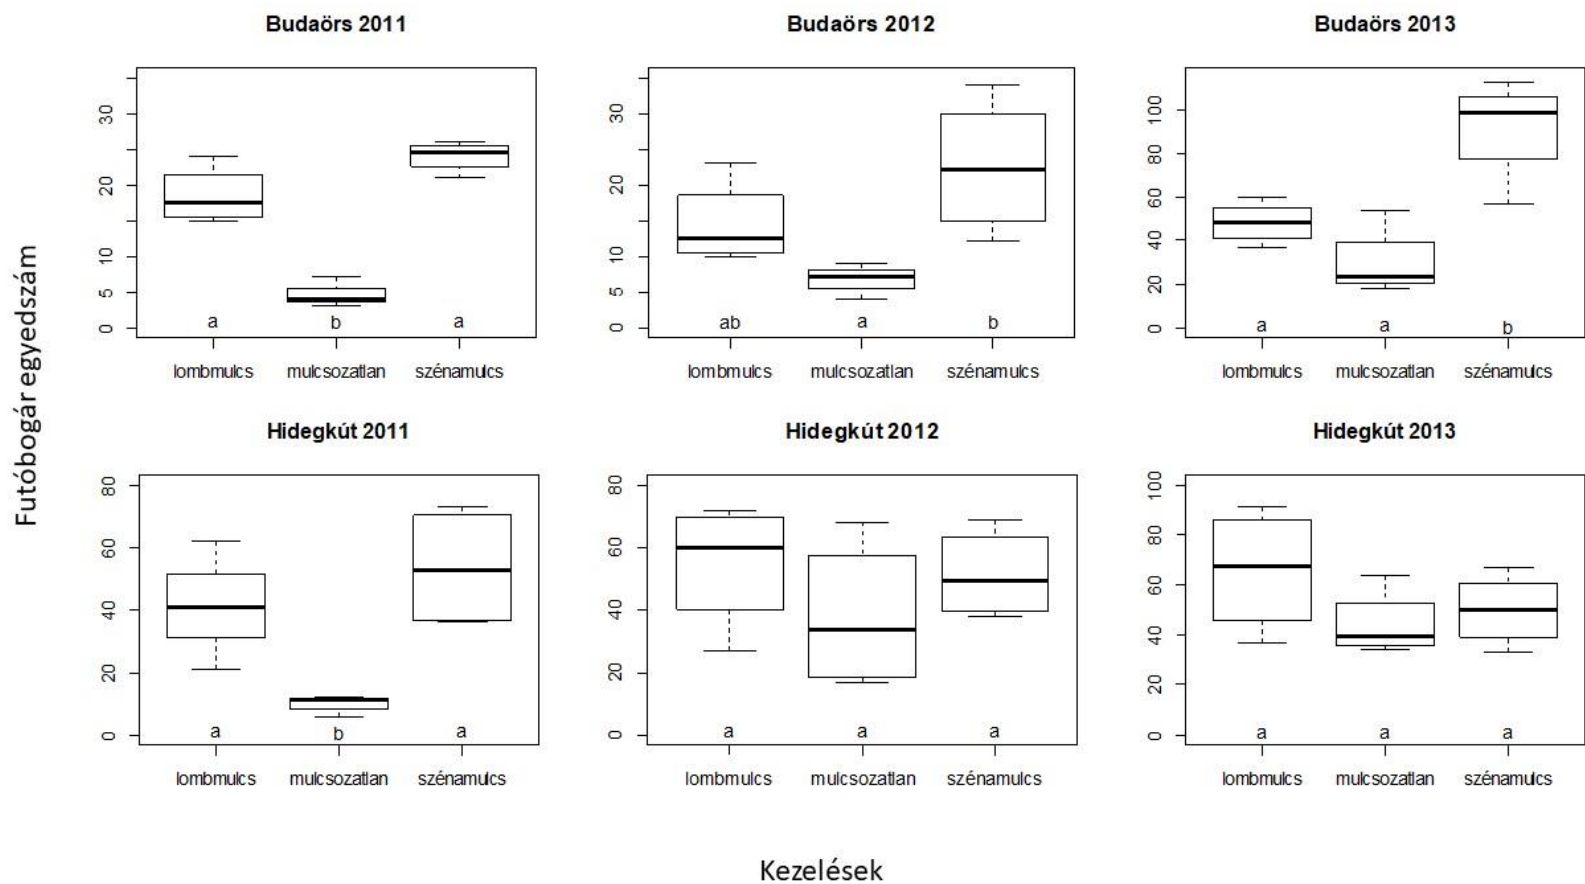 Budaörs 2011
Budaörs 2012
Budaörs 2013
30
20
10
5
0
a
b
a
lombmulcs
mulcsozatlan
szénamulcs
30
20
10
5
0
ab
a
b
lombmulcs
mulcsozatlan
szénamulcs
100
80
60
40
20
0
a
a
b
lombmulcs
mulcsozatlan
szénamulcs
Futóbogár egyedszám
Hidegkút 2011
Hidegkút 2012
Hidegkút 2013
80
60
40
20
0
a
b
a
lombmulcs
mulcsozatlan
szénamulcs
80
60
40
20
0
a
a
a
lombmulcs
mulcsozatlan
szénamulcs
100
80
60
40
20
0
a
a
a
lombmulcs
mulcsozatlan
szénamulcs
Kezelések